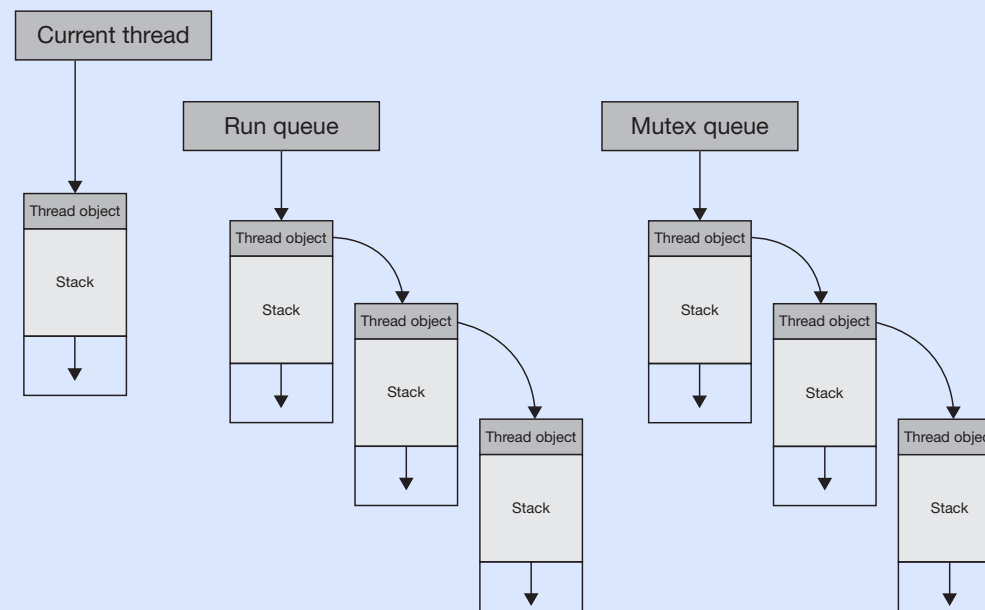 Current thread
Run queue
Mutex queue
Thread object
Stack
Thread object
Stack
Thread object
Stack
Thread object
Stack
Thread object
Stack
Thread object
Stack
Thread objec
Stack